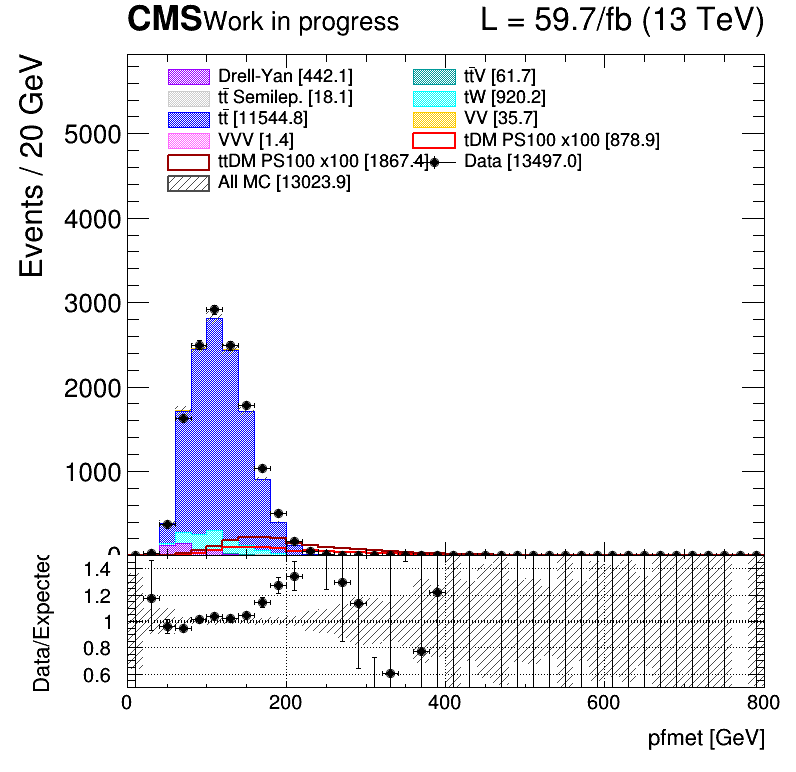 CMS Work in progress L = 59.7/fb (13 TeV)
Events / 20 GeV
Drell-Yan [442.1] tt̄V [61.7]
tt̄ Semilep. [18.1] tW [920.2]
tt̄ [11544.8] VV [35.7]
VVV [1.4] tDM PS100 x100 [878.9]
ttDM PS100 x100 [1867.4] Data [13497.0]
All MC [13023.9]
5000
4000
3000
2000
1000
0
Data/Expected
1.4
1.2
1
0.8
0.6
0 200 400 600 800
pfmet [GeV]